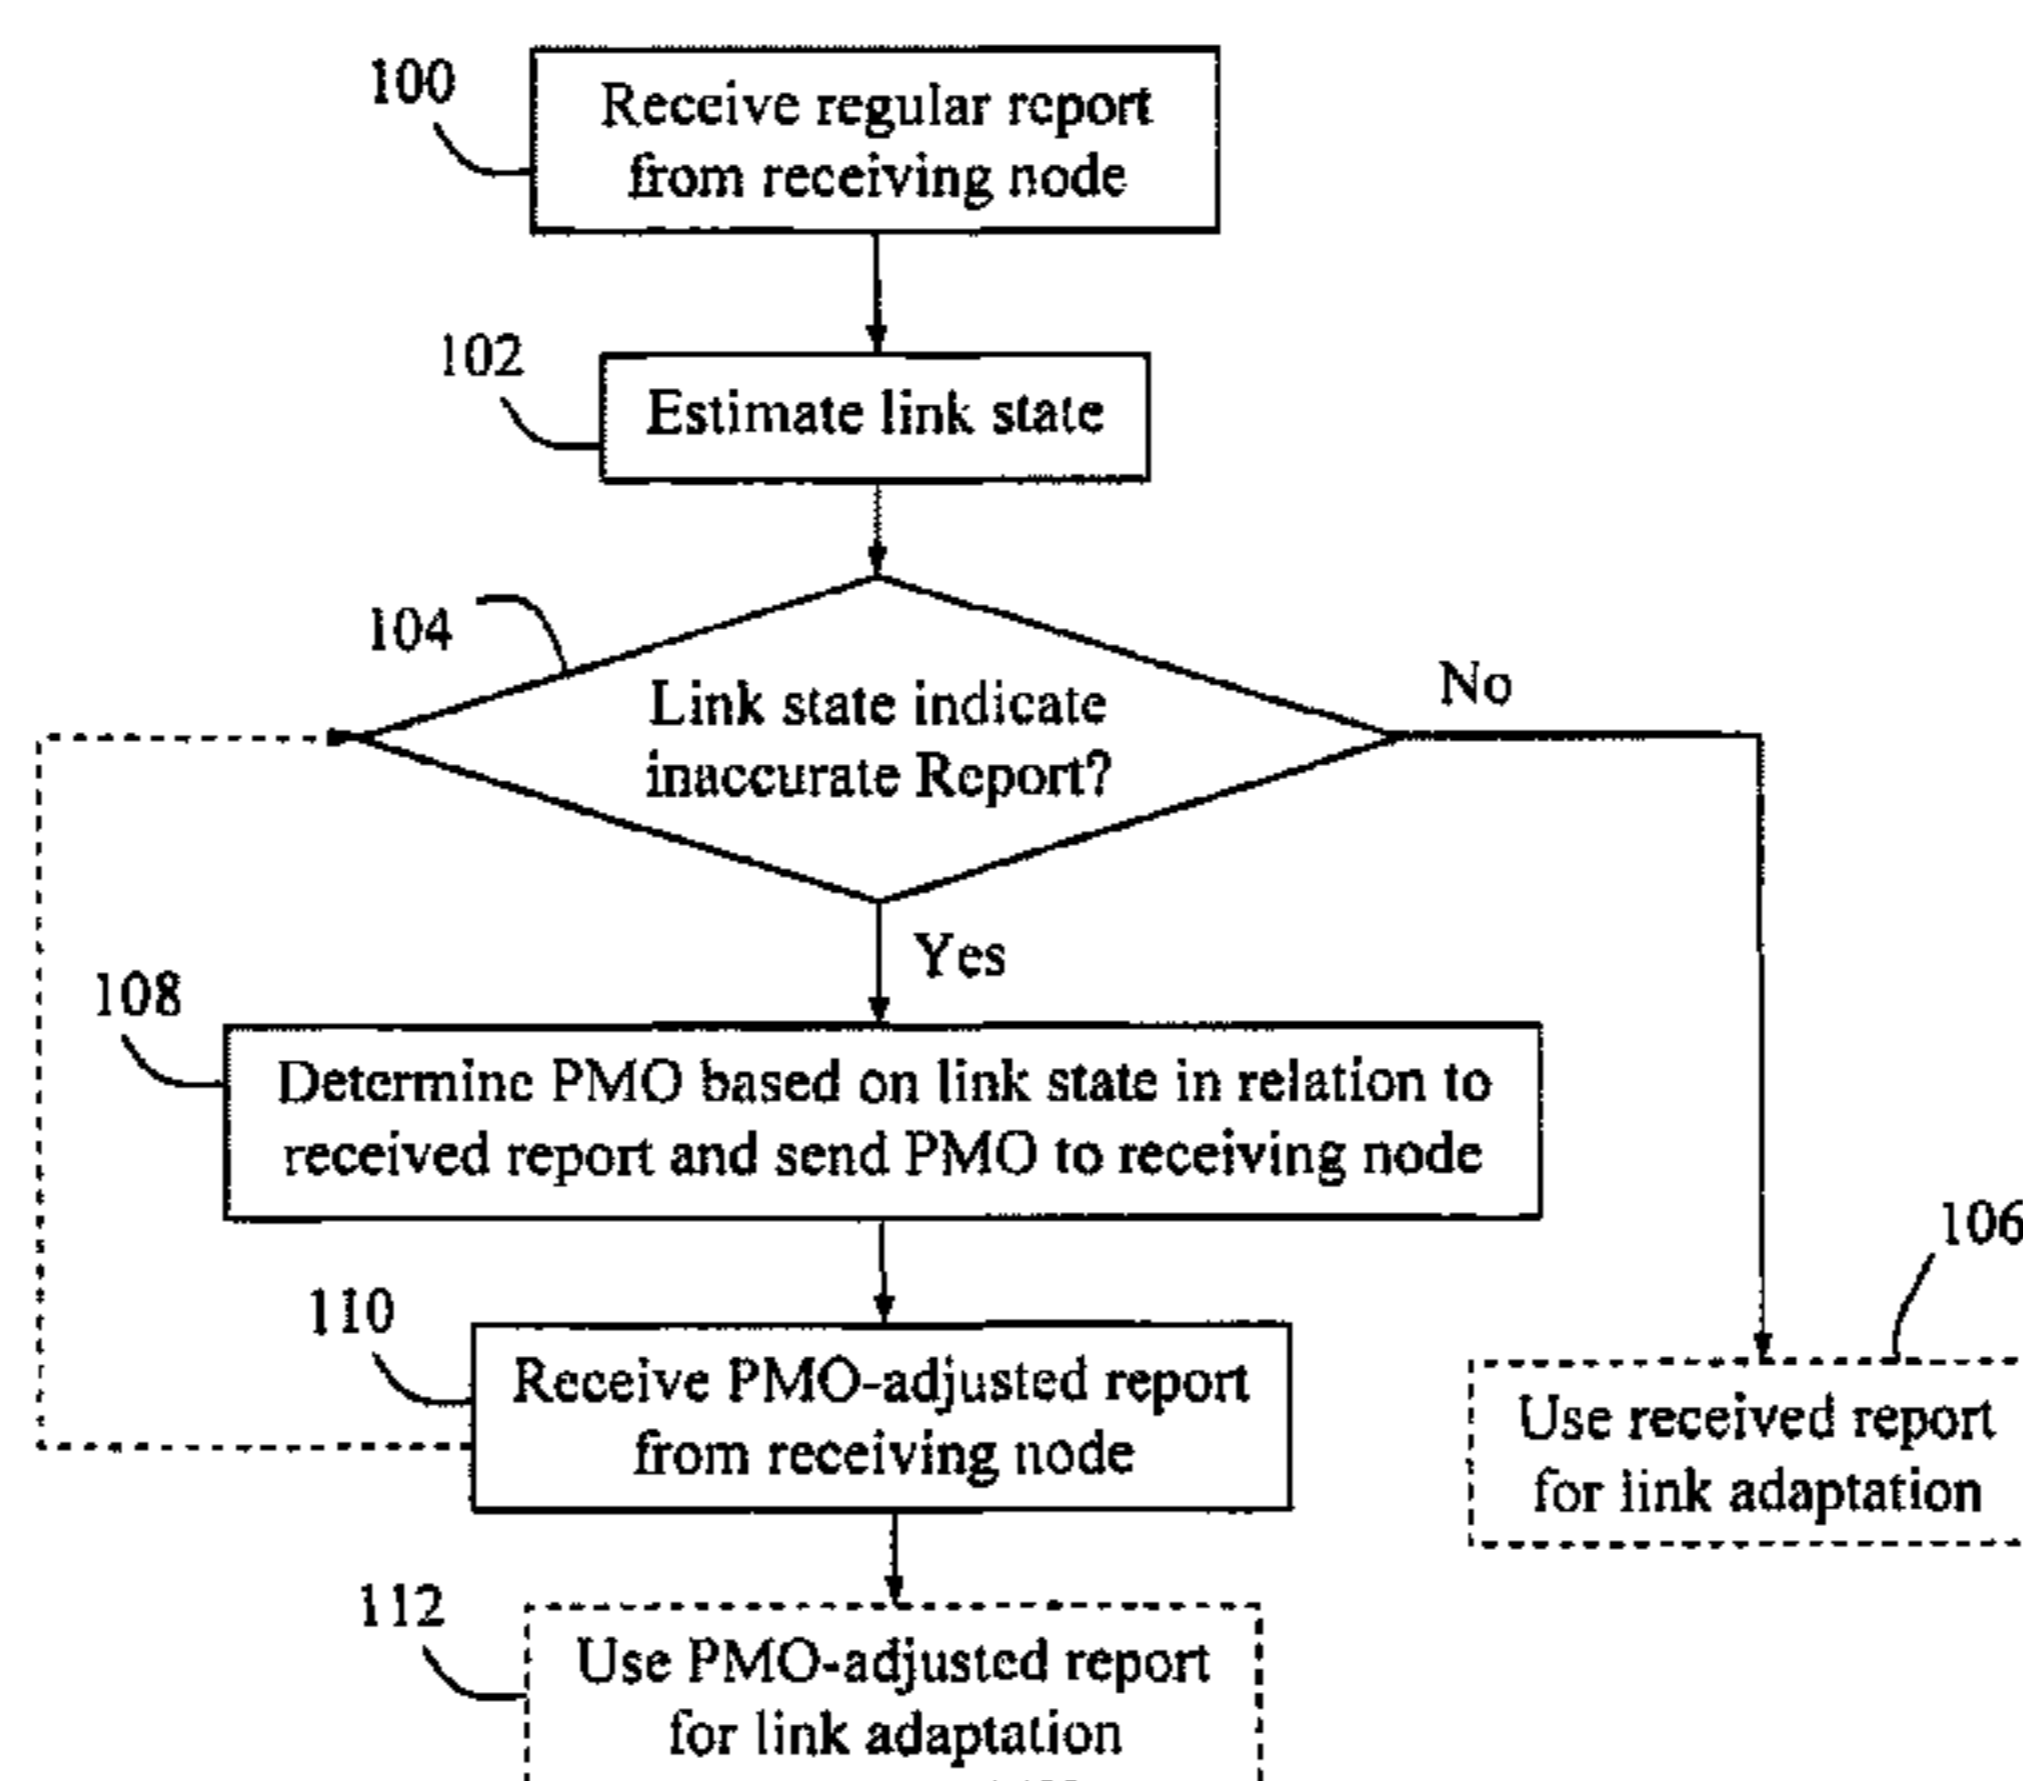 100
Receive regular report
from receiving node
102
Estimate link state
104
Link state indicate
inaccurate Report?
No
Yes
108
Determine PMO based on link state in relation to
received report and send PMO to receiving node
106
110
Receive PMO-adjusted report
from receiving node
Use received report
for link adaptation
112
Use PMO-adjusted report
for link adaptation